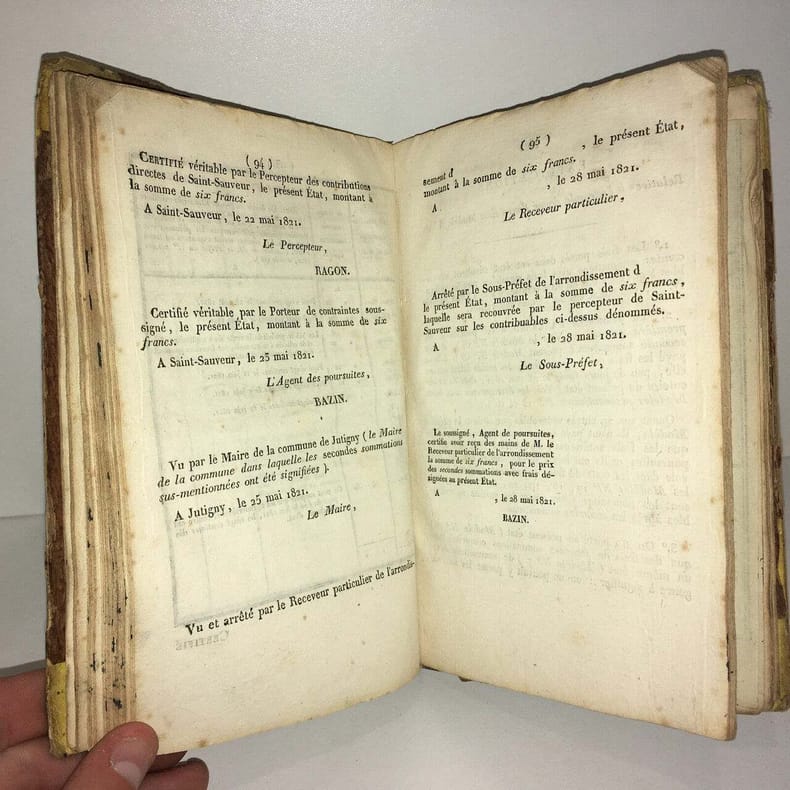 ( 94 )
CERTIFIÉ véritable par le Percepteur des contributions
directes de Saint-Sauveur, le présent État, montant à
la somme de six francs.
A Saint-Sauveur, le 22 mai 1821.
Le Percepteur,
RAGON.
Certifié véritable par le Porteur de contraintes sous-
signé, le présent État, montant à la somme de six
francs.
A Saint-Sauveur, le 25 mai 1821.
L'Agent des poursuites,
BAZIN.
Vu par le Maire de la commune de Jutigny ( le Maire
de la commune dans laquelle les secondes sommations
sus-mentionnées ont été signifiées ).
A Jutigny, le 25 mai 1821.
Le Maire,
Vu et arrêté par le Receveur particulier de l'arrondis-
( 95 )
sement d , le présent État,
montant à la somme de six francs.
A , le 28 mai 1821.
Le Receveur particulier,
Arrêté par le Sous-Préfet de l'arrondissement d
le présent État, montant à la somme de six francs,
laquelle sera recouvrée par le percepteur de Saint-
Sauveur sur les contribuables ci-dessus dénommés.
A , le 28 mai 1821.
Le Sous-Préfet,
Le soussigné, Agent de poursuites,
certifie avoir reçu des mains de M. le
Receveur particulier de l'arrondissement
la somme de six francs, pour le prix
des secondes sommations avec frais dé-
signées au présent État.
A , le 28 mai 1821.
BAZIN.